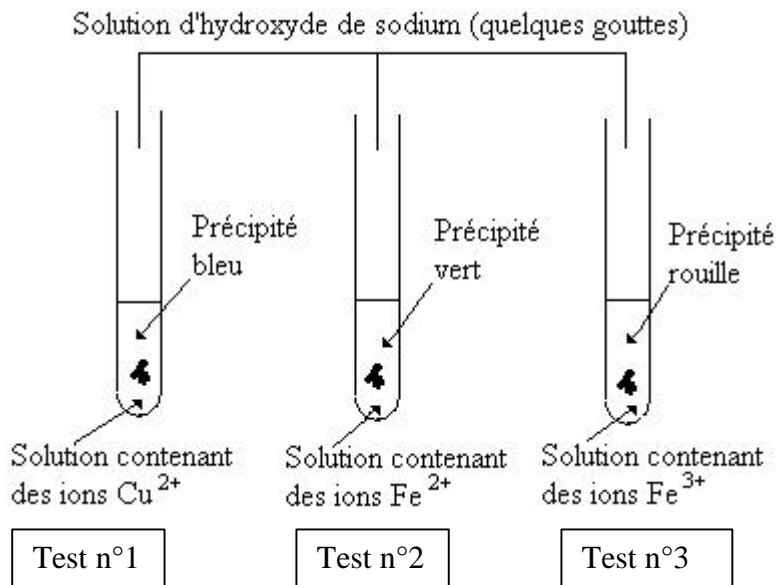 Solution d'hydroxyde de sodium (quelques gouttes)
Précipité
bleu
Précipité
vert
Précipité
rouille
Solution contenant
des ions Cu²⁺
Solution contenant
des ions Fe²⁺
Solution contenant
des ions Fe³⁺
Test n°1
Test n°2
Test n°3